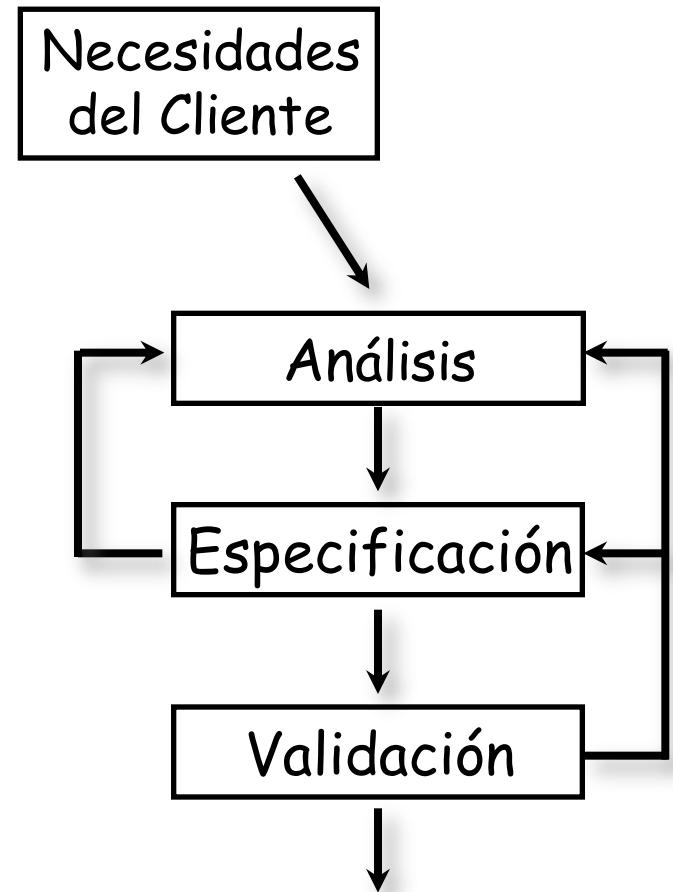 Necesidades
del Cliente
Análisis
Especificación
Validación